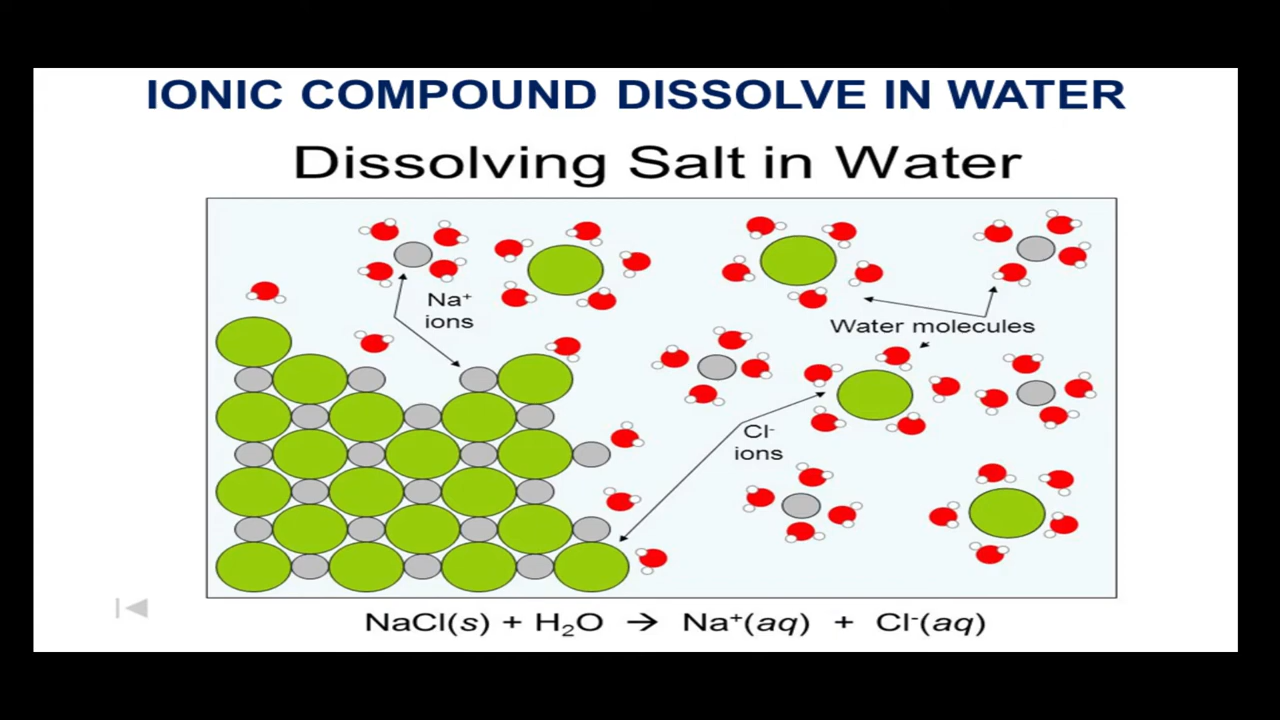 IONIC COMPOUND DISSOLVE IN WATER
Dissolving Salt in Water
Na⁺
ions
Water molecules
Cl⁻
ions
NaCl(s) + H₂O → Na⁺(aq) + Cl⁻(aq)